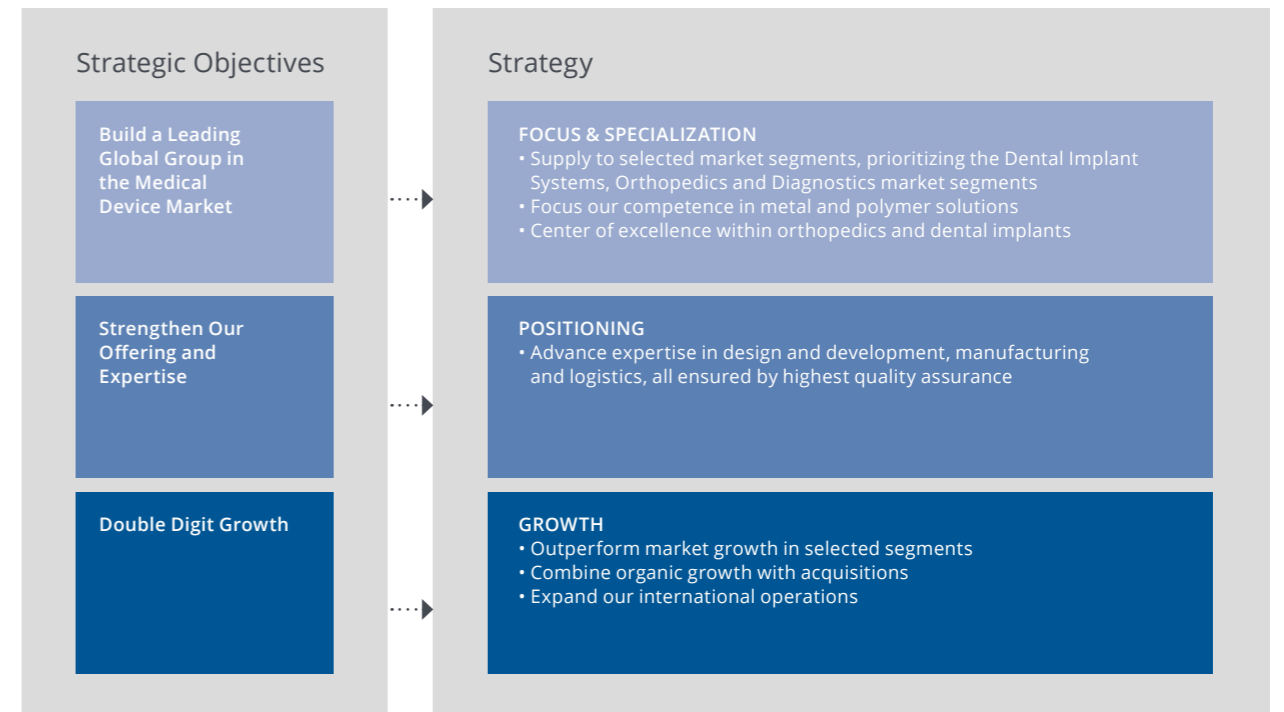 Strategic Objectives
Build a Leading
Global Group in
the Medical
Device Market
Strengthen Our
Offering and
Expertise
Double Digit Growth
Strategy
FOCUS & SPECIALIZATION
• Supply to selected market segments, prioritizing the Dental Implant
Systems, Orthopedics and Diagnostics market segments
• Focus our competence in metal and polymer solutions
• Center of excellence within orthopedics and dental implants
POSITIONING
• Advance expertise in design and development, manufacturing
and logistics, all ensured by highest quality assurance
GROWTH
• Outperform market growth in selected segments
• Combine organic growth with acquisitions
• Expand our international operations